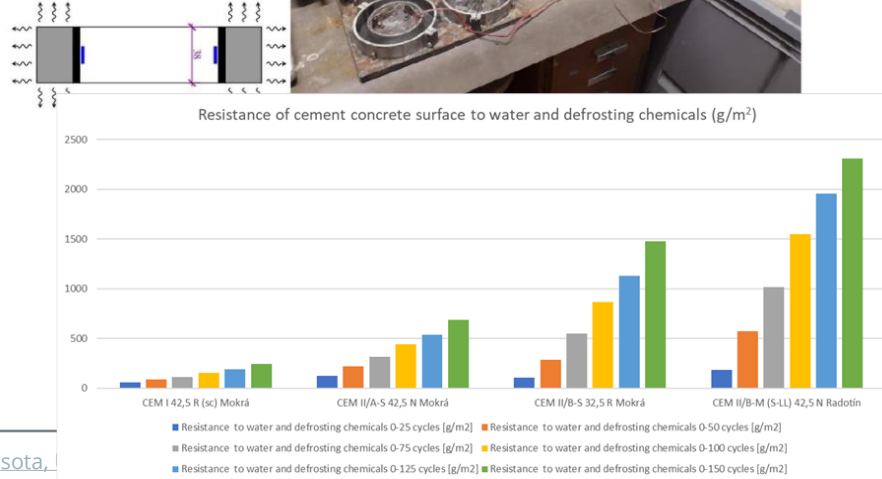 38
Resistance of cement concrete surface to water and defrosting chemicals (g/m²)
2500
2000
1500
1000
500
0
CEM I 42,5 R (sc) Mokrá
CEM II/A-S 42,5 N Mokrá
CEM II/B-S 32,5 R Mokrá
CEM II/B-M (S-LL) 42,5 N Radotín
Resistance to water and defrosting chemicals 0-25 cycles [g/m2]
Resistance to water and defrosting chemicals 0-50 cycles [g/m2]
Resistance to water and defrosting chemicals 0-75 cycles [g/m2]
Resistance to water and defrosting chemicals 0-100 cycles [g/m2]
Resistance to water and defrosting chemicals 0-125 cycles [g/m2]
Resistance to water and defrosting chemicals 0-150 cycles [g/m2]
sota,